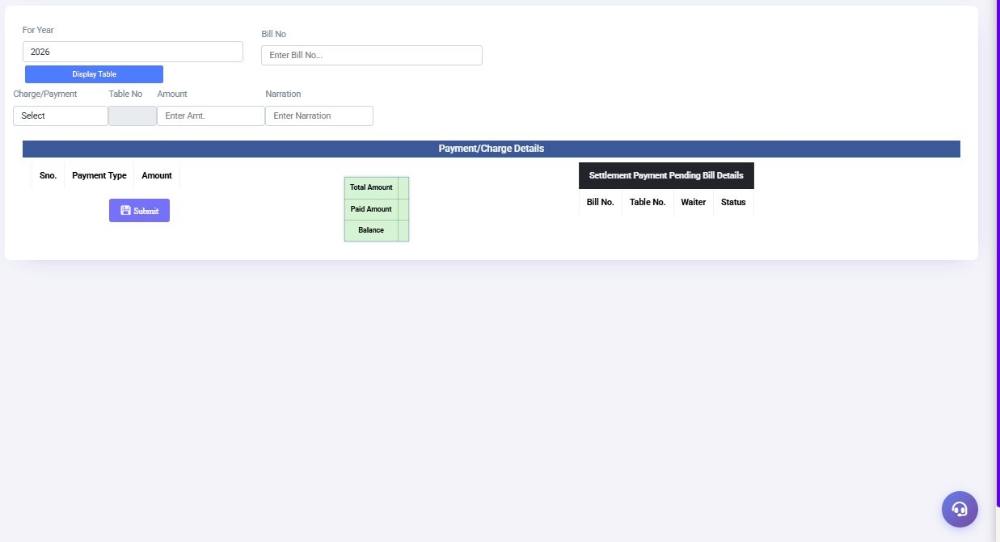 For Year
Bill No
2026
Enter Bill No...
Display Table
Charge/Payment Table No Amount Narration
Select Enter Amt. Enter Narration
Payment/Charge Details
Sno. Payment Type Amount
Settlement Payment Pending Bill Details
Total Amount
Bill No. Table No. Waiter Status
Submit
Paid Amount
Balance